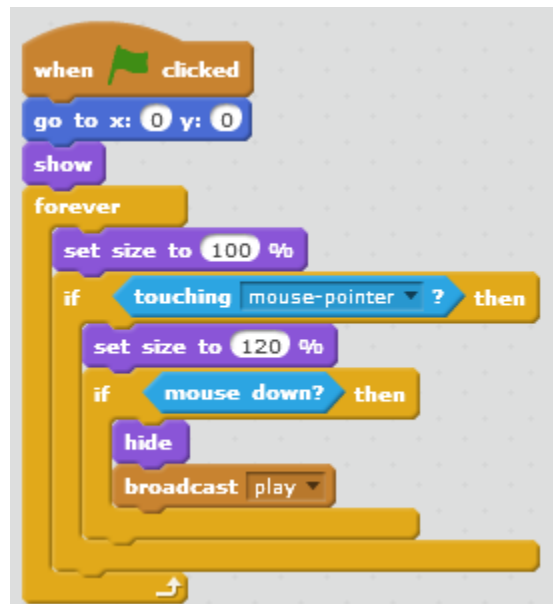 when clicked
go to x: 0 y: 0
show
forever
set size to 100 %
if touching mouse-pointer ? then
set size to 120 %
if mouse down? then
hide
broadcast play